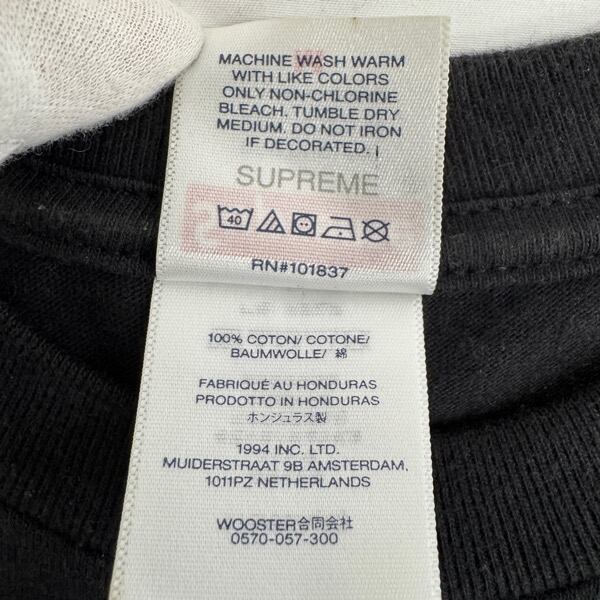 MACHINE WASH WARM
WITH LIKE COLORS
ONLY NON-CHLORINE
BLEACH. TUMBLE DRY
MEDIUM. DO NOT IRON
IF DECORATED.
SUPREME
40
RN#101837
100% COTON/ COTONE/
BAUMWOLLE/ 綿
FABRIQUÉ AU HONDURAS
PRODOTTO IN HONDURAS
ホンジュラス製
1994 INC. LTD.
MUIDERSTRAAT 9B AMSTERDAM,
1011PZ NETHERLANDS
WOOSTER合同会社
0570-057-300